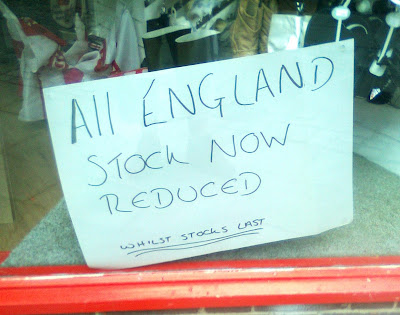 All ENGLAND
STOCK NOW
REDUCED
WHILST STOCKS LAST